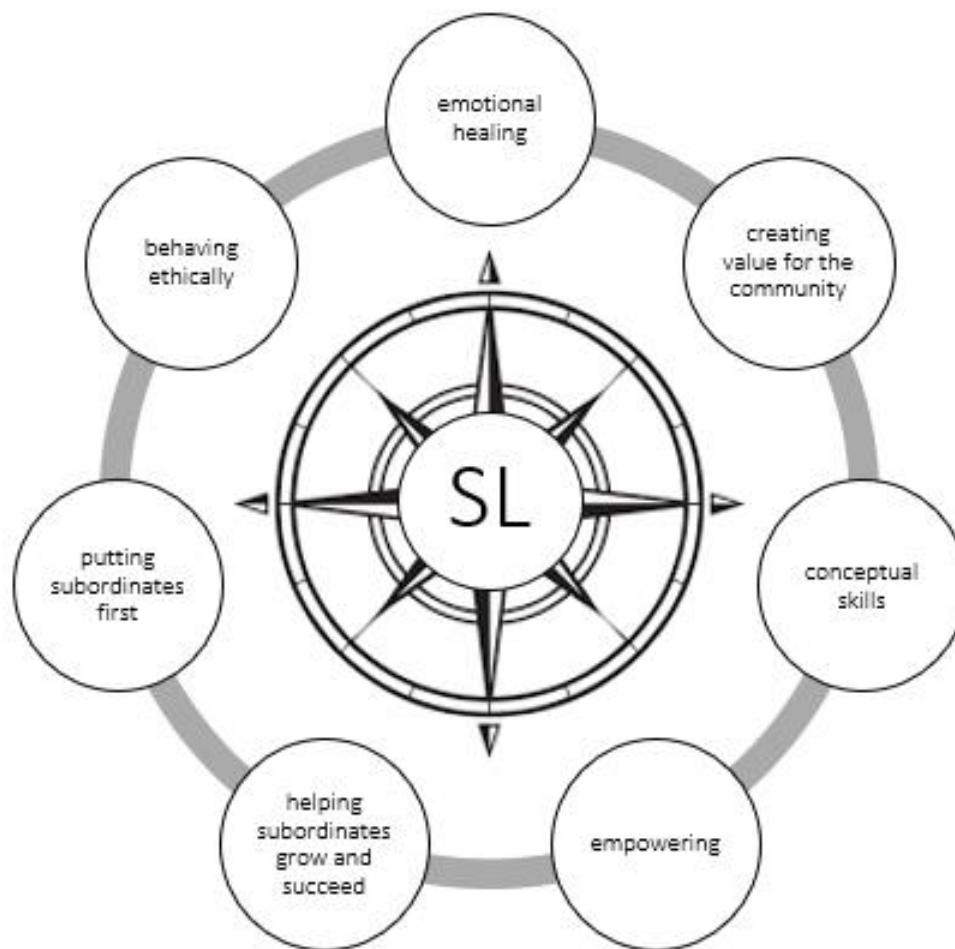 emotional
healing
creating
value for the
community
conceptual
skills
empowering
helping
subordinates
grow and
succeed
putting
subordinates
first
behaving
ethically
SL